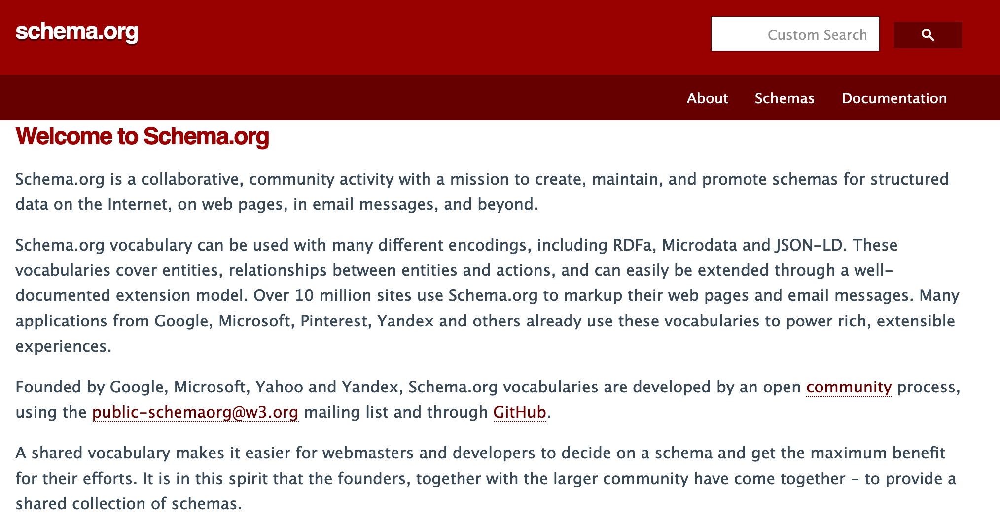 schema.org
Custom Search
About Schemas Documentation
Welcome to Schema.org
Schema.org is a collaborative, community activity with a mission to create, maintain, and promote schemas for structured
data on the Internet, on web pages, in email messages, and beyond.
Schema.org vocabulary can be used with many different encodings, including RDFa, Microdata and JSON-LD. These
vocabularies cover entities, relationships between entities and actions, and can easily be extended through a well-
documented extension model. Over 10 million sites use Schema.org to markup their web pages and email messages. Many
applications from Google, Microsoft, Pinterest, Yandex and others already use these vocabularies to power rich, extensible
experiences.
Founded by Google, Microsoft, Yahoo and Yandex, Schema.org vocabularies are developed by an open community process,
using the public-schemaorg@w3.org mailing list and through GitHub.
A shared vocabulary makes it easier for webmasters and developers to decide on a schema and get the maximum benefit
for their efforts. It is in this spirit that the founders, together with the larger community have come together - to provide a
shared collection of schemas.